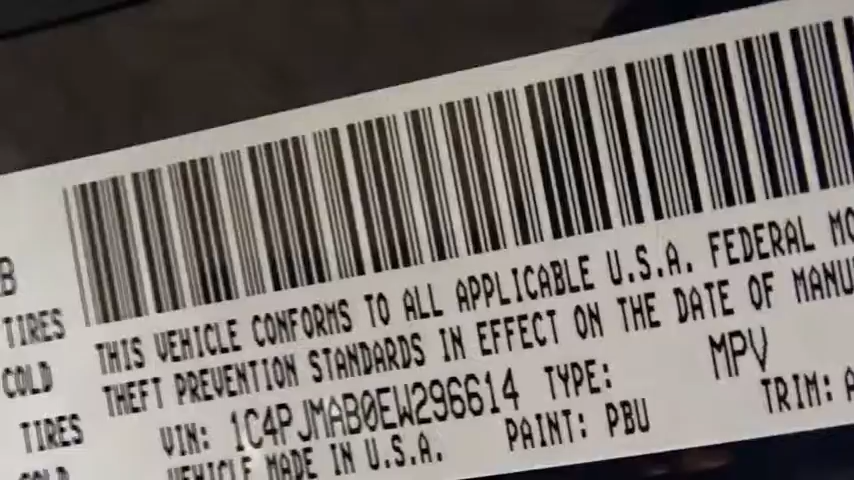 B
TIRES
COLD
TIRES
COLD
THIS VEHICLE CONFORMS TO ALL APPLICABLE U.S.A. FEDERAL MO
THEFT PREVENTION STANDARDS IN EFFECT ON THE DATE OF MANU
VIN: 1C4PJMAB0EW296614 TYPE: MPV
VEHICLE MADE IN U.S.A. PAINT: PBU TRIM: A